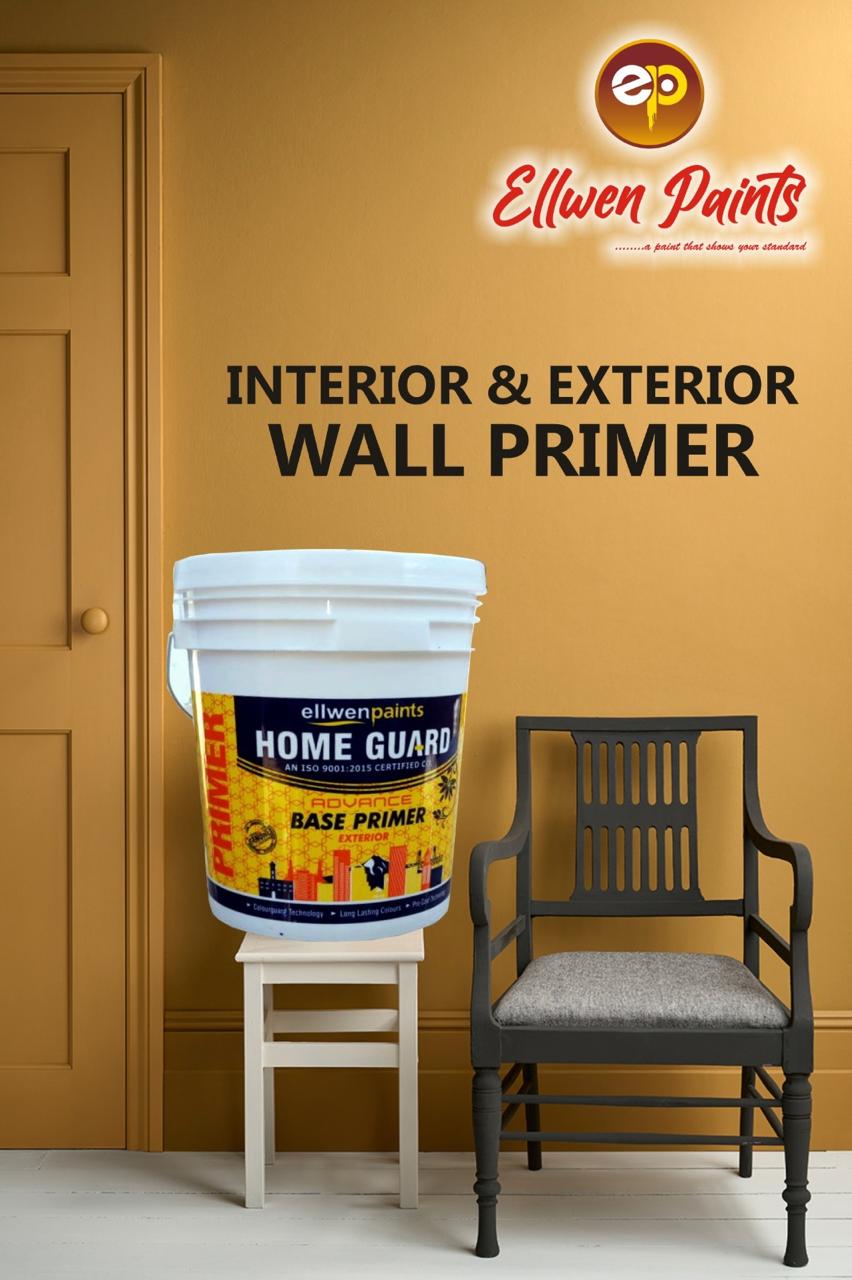 ep
Ellwen Paints
........a paint that shows your standard
INTERIOR & EXTERIOR
WALL PRIMER
ellwenpaints
HOME GUARD
AN ISO 9001:2015 CERTIFIED CO.
PRIMER
ADVANCE
BASE PRIMER
EXTERIOR
Colourguard Technology Long Lasting Colours